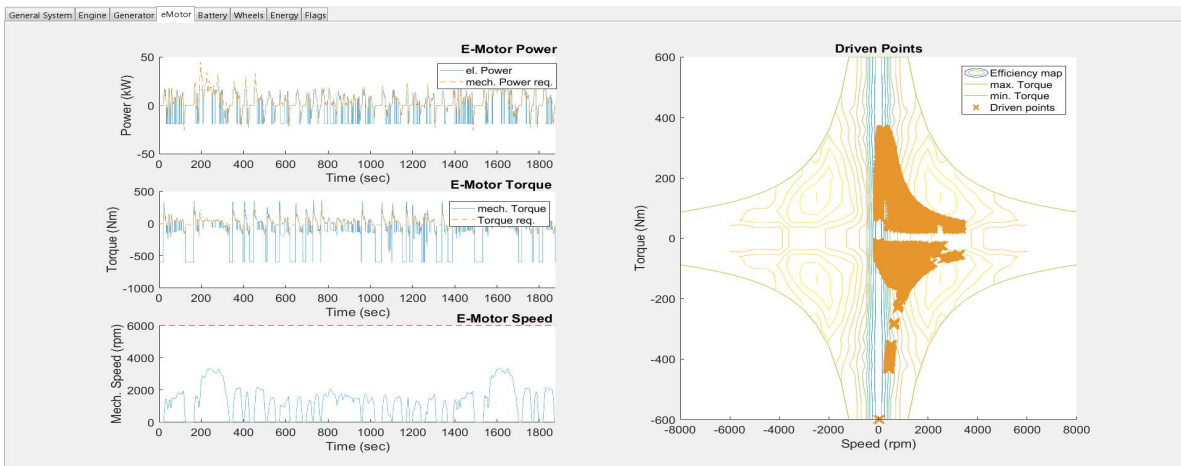 General System Engine Generator eMotor Battery Wheels Energy Flags
E-Motor Power
50
0
-50
Power (kW)
el. Power
mech. Power req.
0 200 400 600 800 1000 1200 1400 1600 1800
Time (sec)
E-Motor Torque
500
0
-500
-1000
Torque (Nm)
mech. Torque
Torque req.
0 200 400 600 800 1000 1200 1400 1600 1800
Time (sec)
E-Motor Speed
6000
4000
2000
0
Mech. Speed (rpm)
0 200 400 600 800 1000 1200 1400 1600 1800
Time (sec)
Driven Points
600
400
200
0
-200
-400
-600
Torque (Nm)
Efficiency map
max. Torque
min. Torque
Driven points
-8000 -6000 -4000 -2000 0 2000 4000 6000 8000
Speed (rpm)